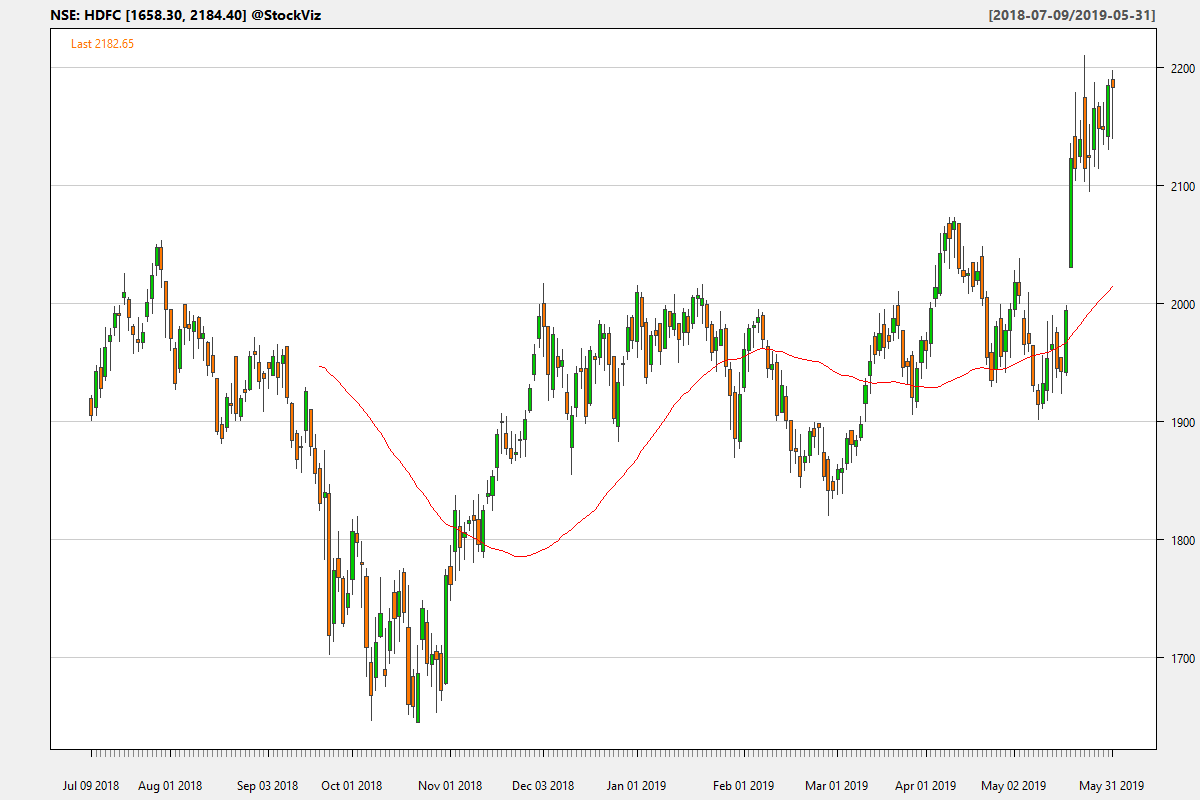 NSE: HDFC [1658.30, 2184.40] @StockViz [2018-07-09/2019-05-31]
Last 2182.65
2200
2100
2000
1900
1800
1700
Jul 09 2018 Aug 01 2018 Sep 03 2018 Oct 01 2018 Nov 01 2018 Dec 03 2018 Jan 01 2019 Feb 01 2019 Mar 01 2019 Apr 01 2019 May 02 2019 May 31 2019